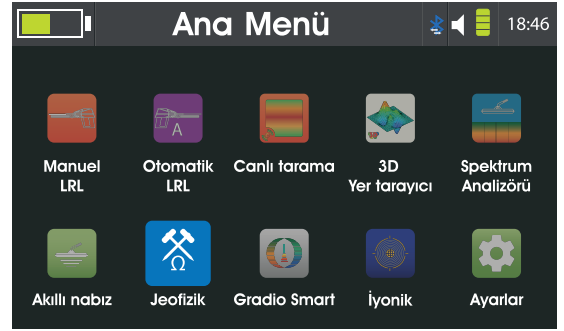 Ana Menü
18:46
Manuel
LRL
A
Otomatik
LRL
Canlı tarama
3D
Yer tarayıcı
Spektrum
Analizörü
Akıllı nabız
Ω
Jeofizik
Gradio Smart
İyonik
Ayarlar